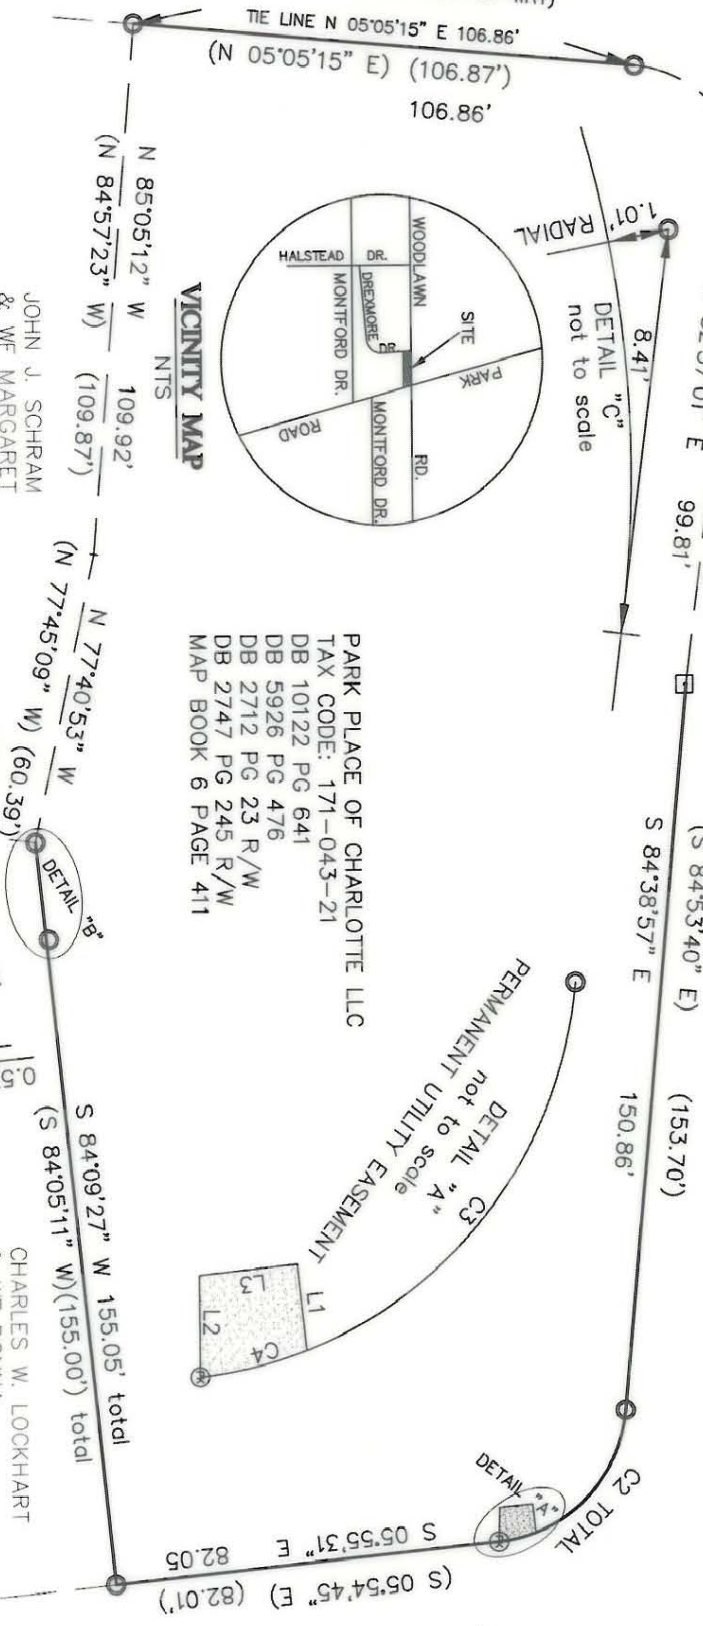 TIE LINE N 05°05'15" E 106.86'
(N 05°05'15" E) (106.87')
106.86'
1.01' RADIAL
8.41'
DETAIL "C"
not to scale
E 99.81'
(S 84°53'40" E) (153.70')
S 84°38'57" E 150.86'
WOODLAWN RD.
HALSTEAD DR.
DREXMORE DR
MONTFORD DR.
MONTFORD DR.
SITE
PARK ROAD
VICINITY MAP
NTS
N 85°05'12" W 109.92'
(N 84°57'23" W) (109.87')
JOHN J. SCHRAM
& WF MARGARET
N 77°40'53" W
(N 77°45'09" W) (60.39')
DETAIL "B"
PARK PLACE OF CHARLOTTE LLC
TAX CODE: 171-043-21
DB 10122 PG 641
DB 5926 PG 476
DB 2712 PG 23 R/W
DB 2747 PG 245 R/W
MAP BOOK 6 PAGE 411
C3
DETAIL "A"
not to scale
PERMANENT UTILITY EASEMENT
L1
L3
L2
C4
C2 TOTAL
DETAIL "A"
S 05°55'31" E 82.05
(S 05°54'45" E) (82.01')
S 84°09'27" W 155.05' total
(S 84°05'11" W)(155.00') total
CHARLES W. LOCKHART